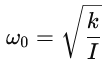 ω₀ = √(k/I)